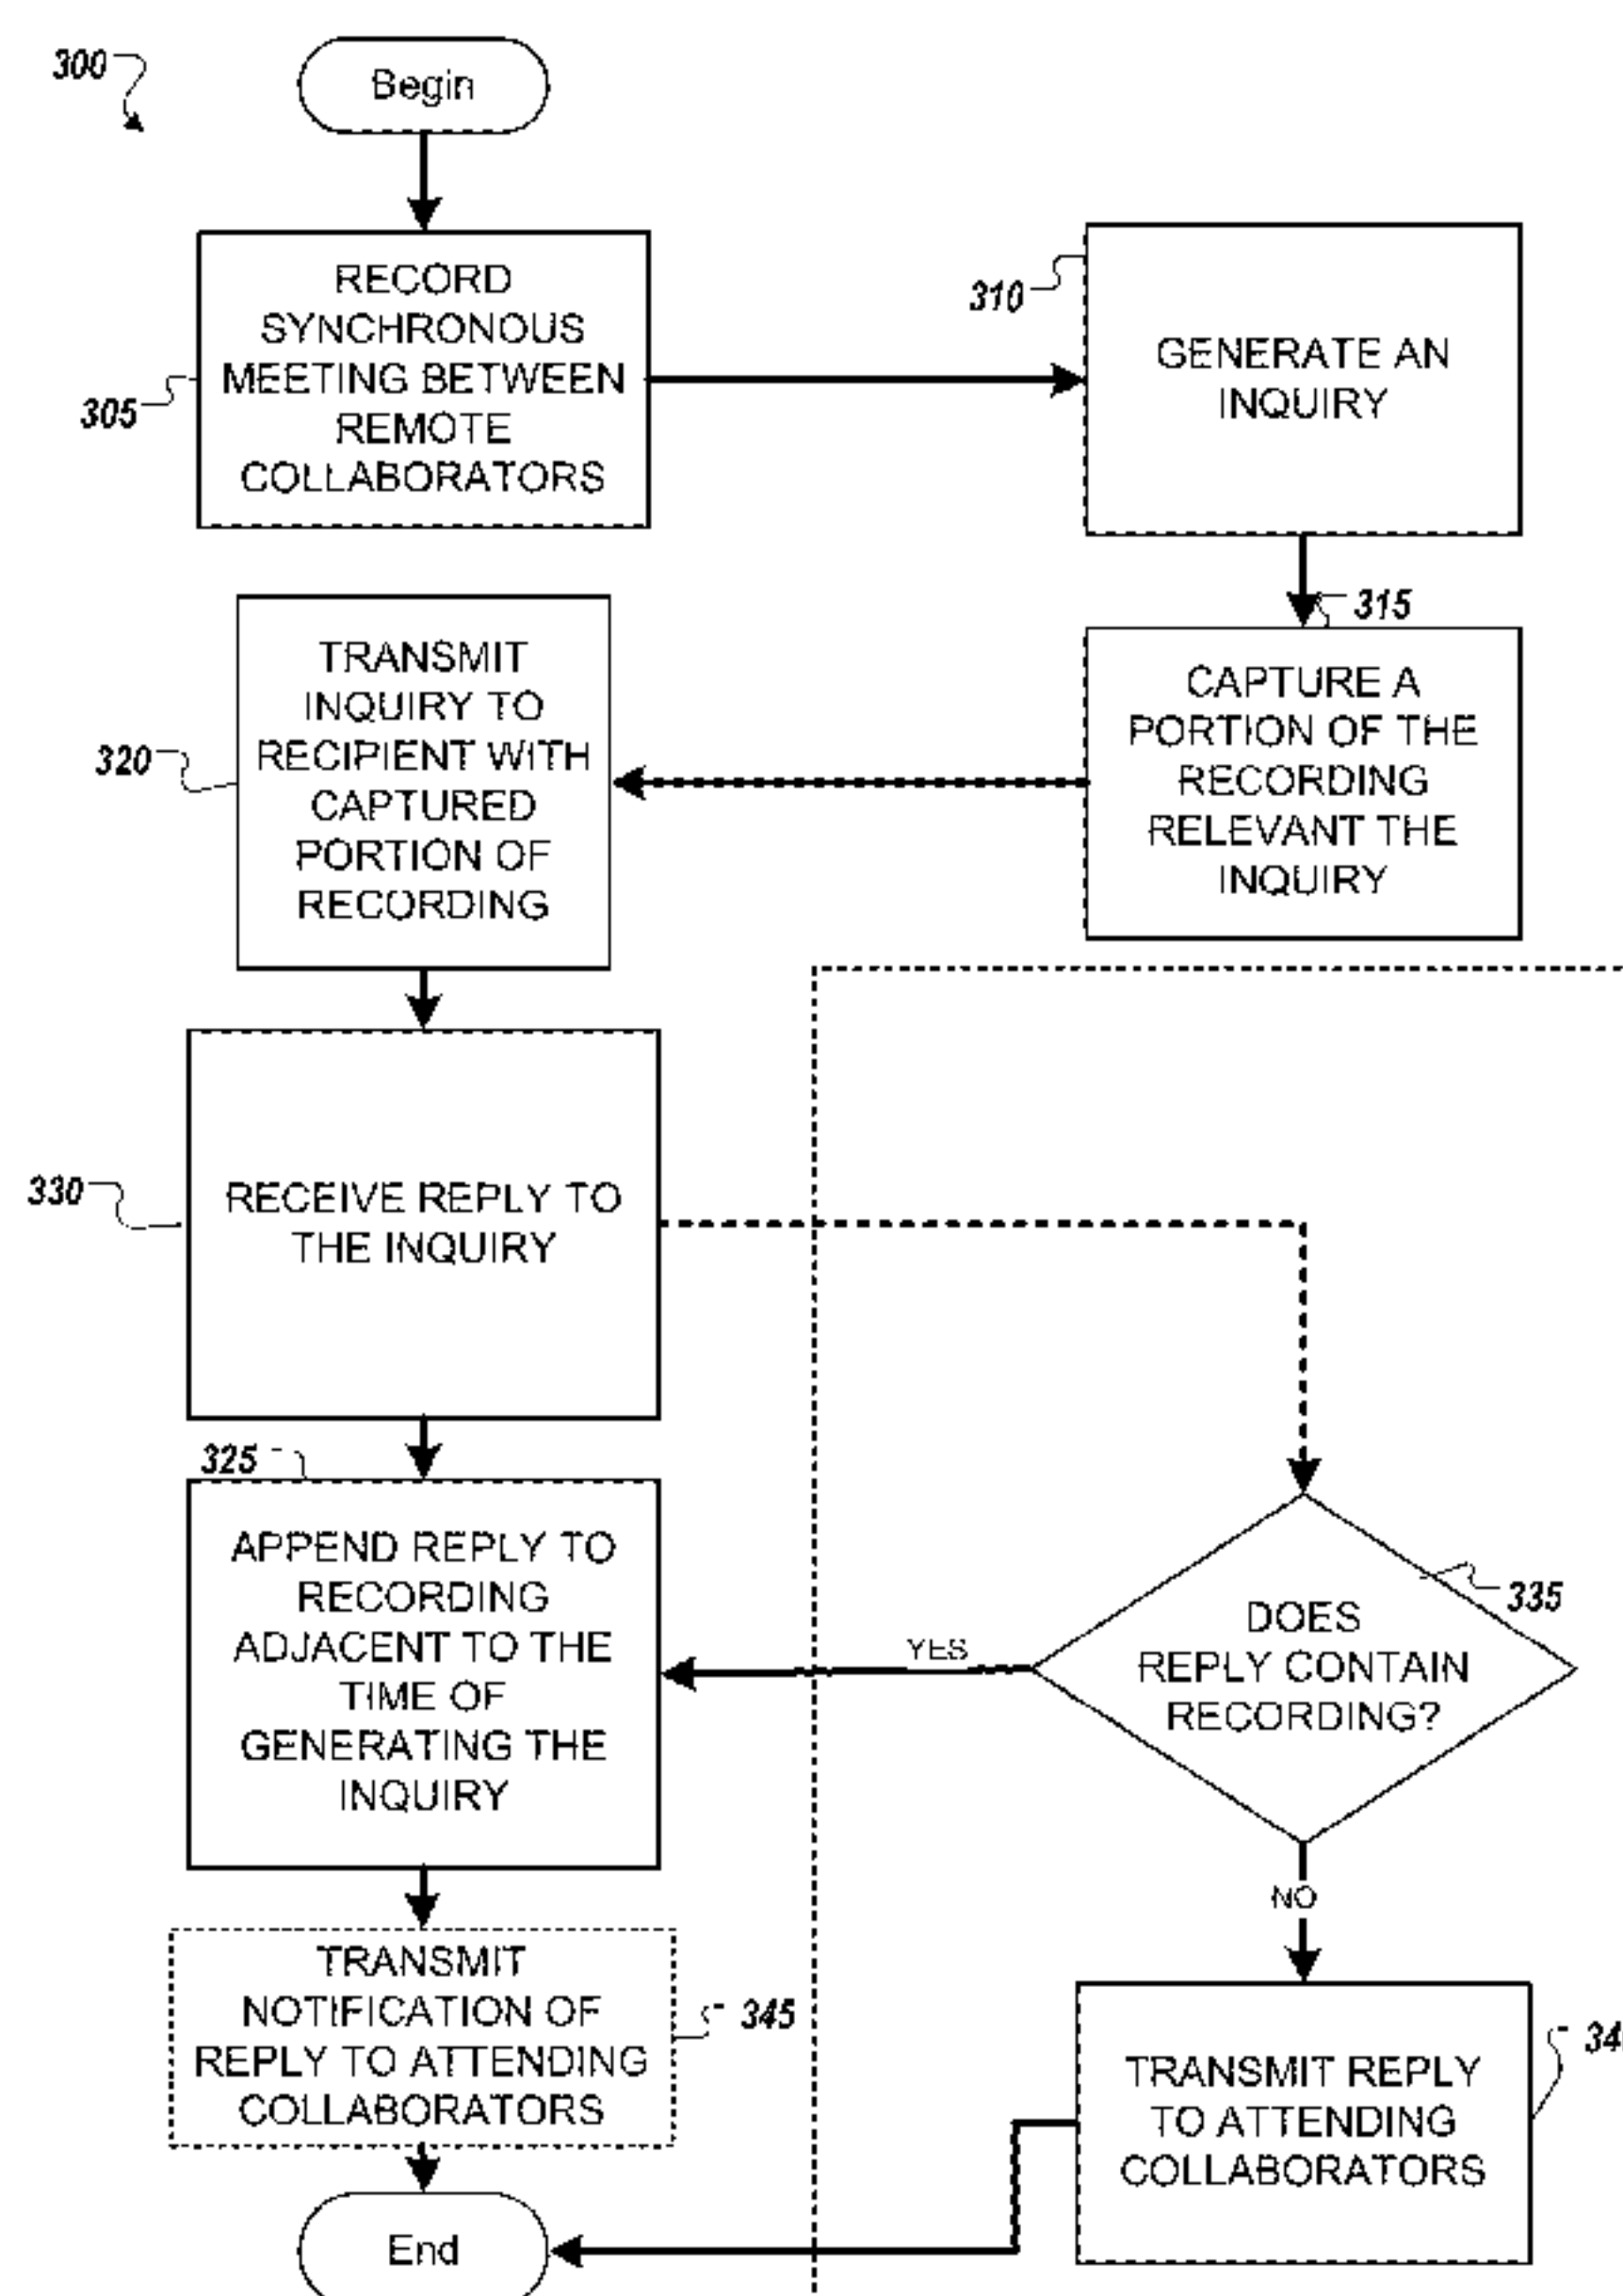 300
Begin
RECORD
SYNCHRONOUS
MEETING BETWEEN
REMOTE
COLLABORATORS
305
310
GENERATE AN
INQUIRY
315
CAPTURE A
PORTION OF THE
RECORDING
RELEVANT THE
INQUIRY
TRANSMIT
INQUIRY TO
RECIPIENT WITH
CAPTURED
PORTION OF
RECORDING
320
330
RECEIVE REPLY TO
THE INQUIRY
325
APPEND REPLY TO
RECORDING
ADJACENT TO THE
TIME OF
GENERATING THE
INQUIRY
YES
335
DOES
REPLY CONTAIN
RECORDING?
NO
TRANSMIT
NOTIFICATION OF
REPLY TO ATTENDING
COLLABORATORS
345
TRANSMIT REPLY
TO ATTENDING
COLLABORATORS
End